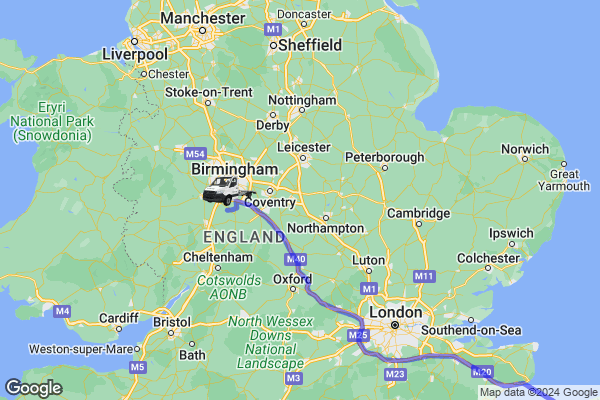 Doncaster
Manchester
M1
Liverpool
Sheffield
Chester
Eryri
National Park
(Snowdonia)
Stoke-on-Trent
Nottingham
Derby
M54
Leicester
Birmingham
Peterborough
Norwich
Great
Yarmouth
Coventry
Cambridge
Northampton
ENGLAND
Ipswich
M40
Cheltenham
Luton
M11
Colchester
Cotswolds
AONB
Oxford
M1
M4
Cardiff
London
Bristol
North Wessex
Downs
National
Landscape
M25
Southend-on-Sea
Weston-super-Mare
Bath
M5
M3
M23
M20
Google
Map data ©2024 Google